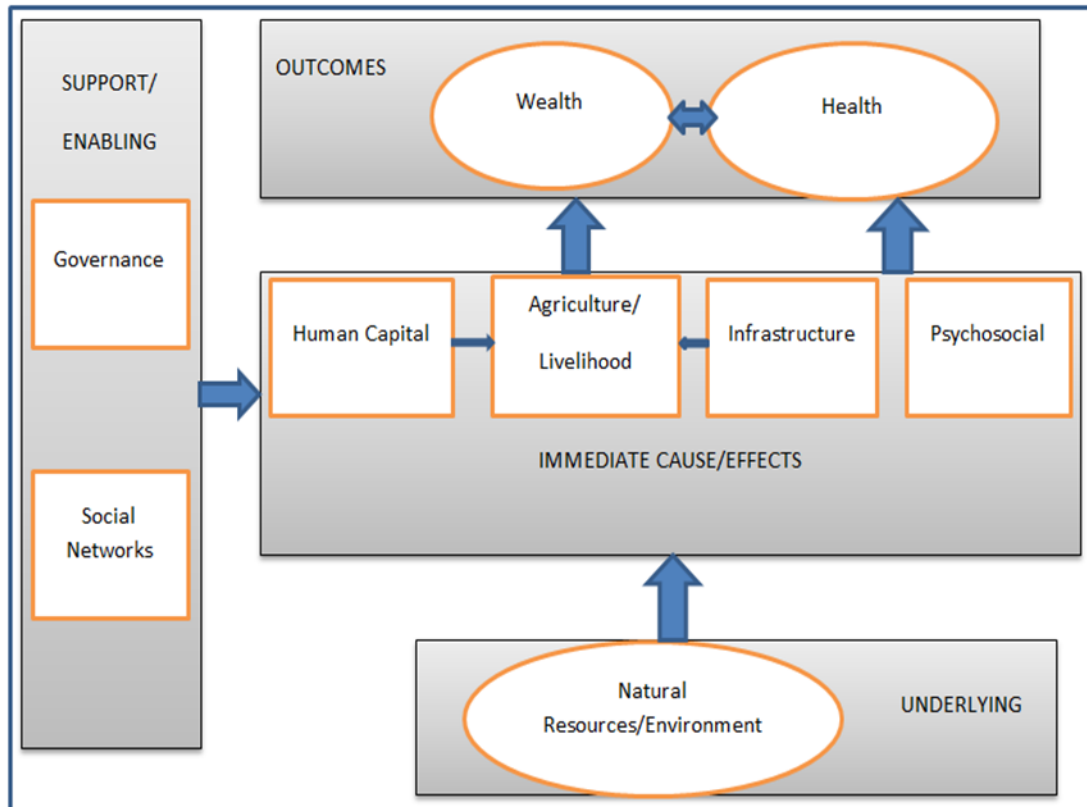 SUPPORT/
ENABLING
Governance
Social
Networks
OUTCOMES
Wealth
Health
Human Capital
Agriculture/
Livelihood
Infrastructure
Psychosocial
IMMEDIATE CAUSE/EFFECTS
Natural
Resources/Environment
UNDERLYING